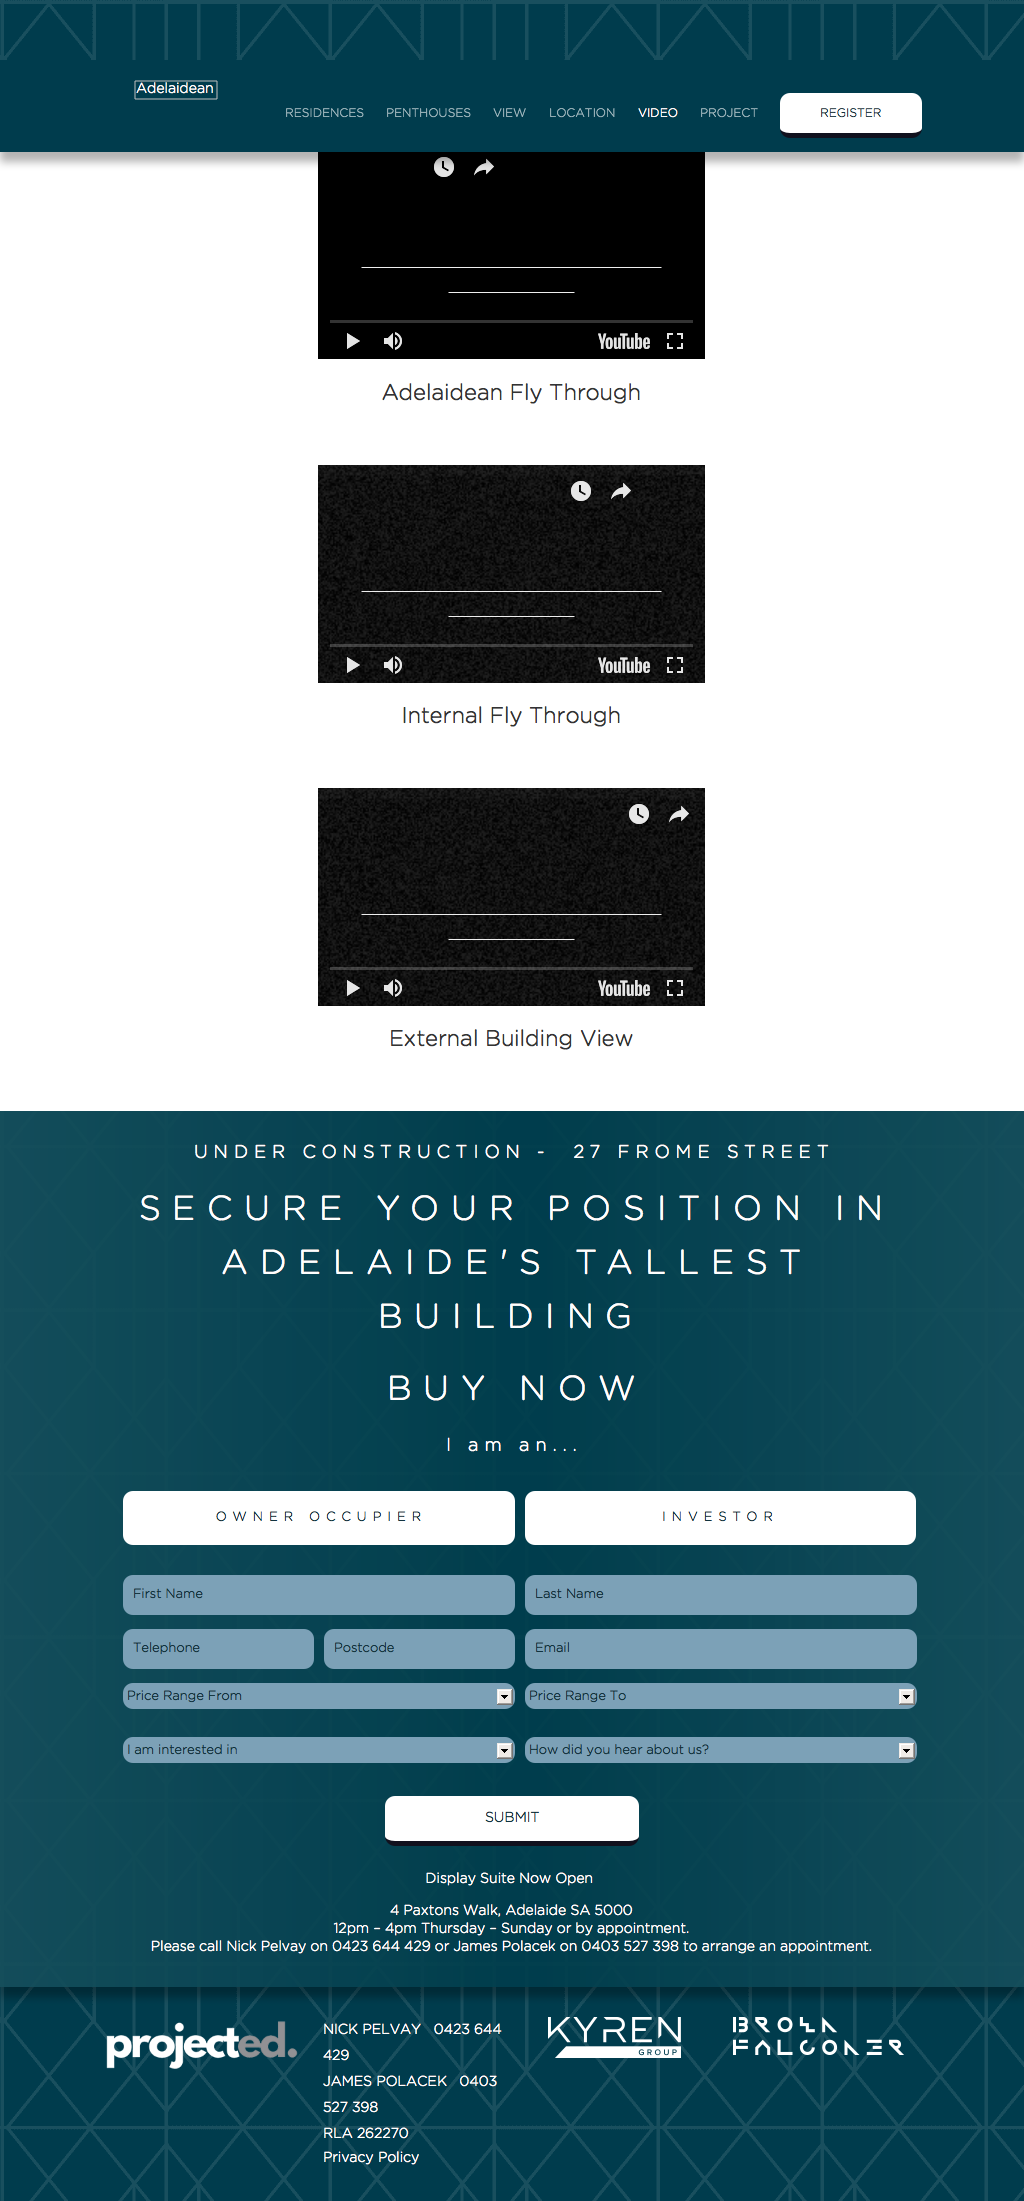 Adelaidean
RESIDENCES PENTHOUSES VIEW LOCATION VIDEO PROJECT REGISTER
YouTube
Adelaidean Fly Through
YouTube
Internal Fly Through
YouTube
External Building View
UNDER CONSTRUCTION - 27 FROME STREET
SECURE YOUR POSITION IN
ADELAIDE'S TALLEST
BUILDING
BUY NOW
I am an...
OWNER OCCUPIER INVESTOR
First Name Last Name
Telephone Postcode Email
Price Range From Price Range To
I am interested in How did you hear about us?
SUBMIT
Display Suite Now Open
4 Paxtons Walk, Adelaide SA 5000
12pm – 4pm Thursday – Sunday or by appointment.
Please call Nick Pelvay on 0423 644 429 or James Polacek on 0403 527 398 to arrange an appointment.
projected.
NICK PELVAY 0423 644
429
JAMES POLACEK 0403
527 398
RLA 262270
Privacy Policy
KYREN
GROUP
BROWN
FALCONER